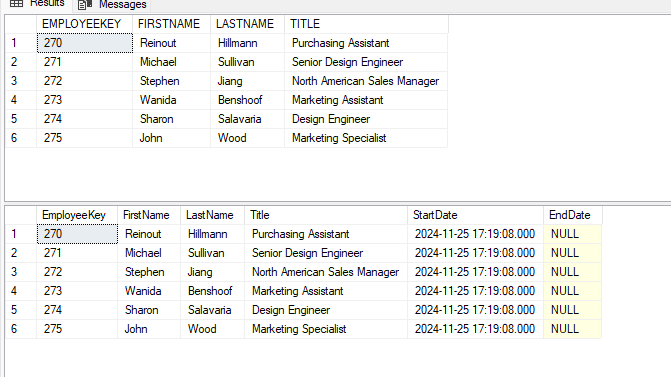 Results Messages
EMPLOYEEKEY FIRSTNAME LASTNAME TITLE
1 270 Reinout Hillmann Purchasing Assistant
2 271 Michael Sullivan Senior Design Engineer
3 272 Stephen Jiang North American Sales Manager
4 273 Wanida Benshoof Marketing Assistant
5 274 Sharon Salavaria Design Engineer
6 275 John Wood Marketing Specialist
EmployeeKey FirstName LastName Title StartDate EndDate
1 270 Reinout Hillmann Purchasing Assistant 2024-11-25 17:19:08.000 NULL
2 271 Michael Sullivan Senior Design Engineer 2024-11-25 17:19:08.000 NULL
3 272 Stephen Jiang North American Sales Manager 2024-11-25 17:19:08.000 NULL
4 273 Wanida Benshoof Marketing Assistant 2024-11-25 17:19:08.000 NULL
5 274 Sharon Salavaria Design Engineer 2024-11-25 17:19:08.000 NULL
6 275 John Wood Marketing Specialist 2024-11-25 17:19:08.000 NULL